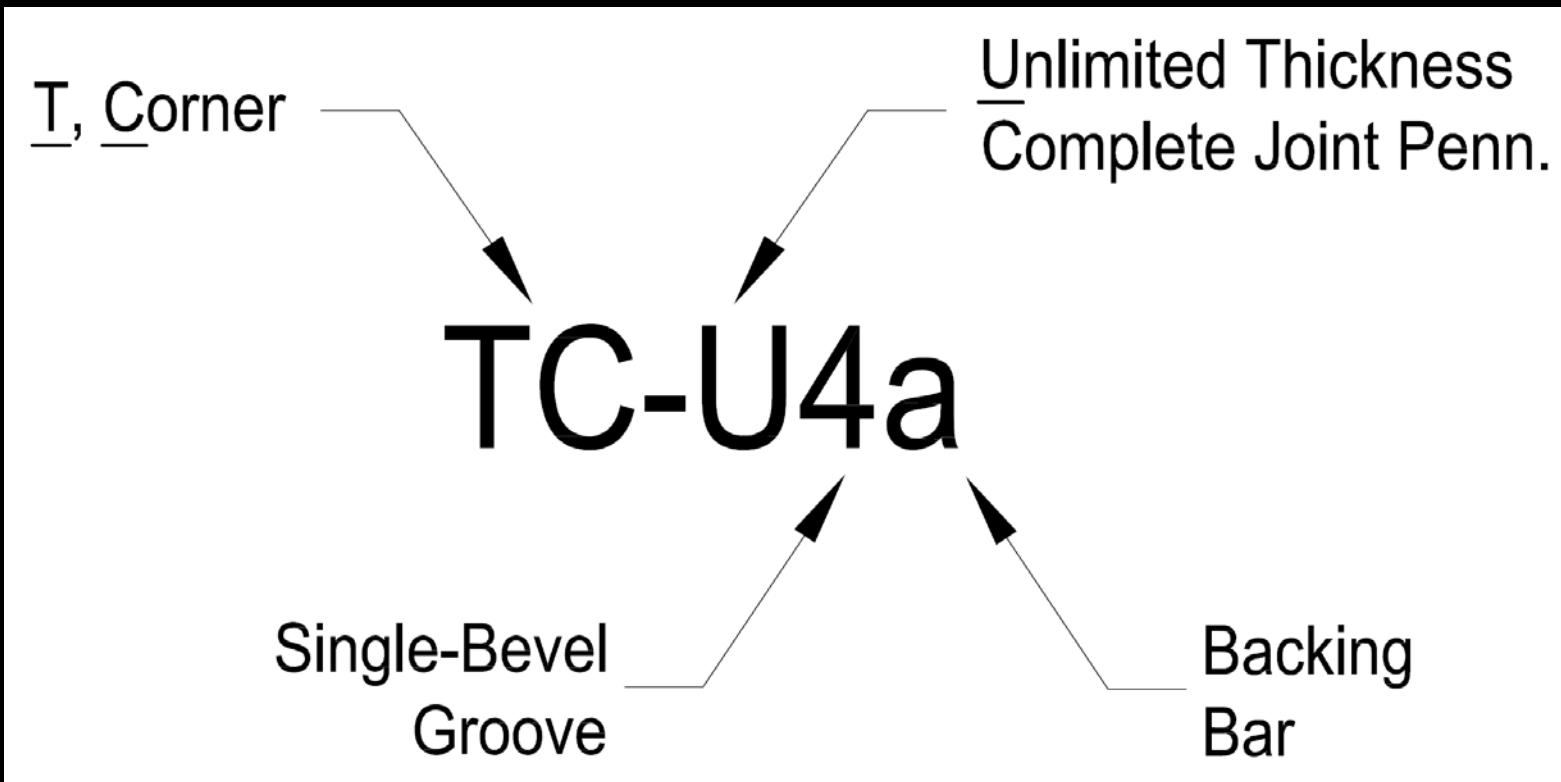 T, Corner
Unlimited Thickness
Complete Joint Penn.
TC-U4a
Single-Bevel
Groove
Backing
Bar